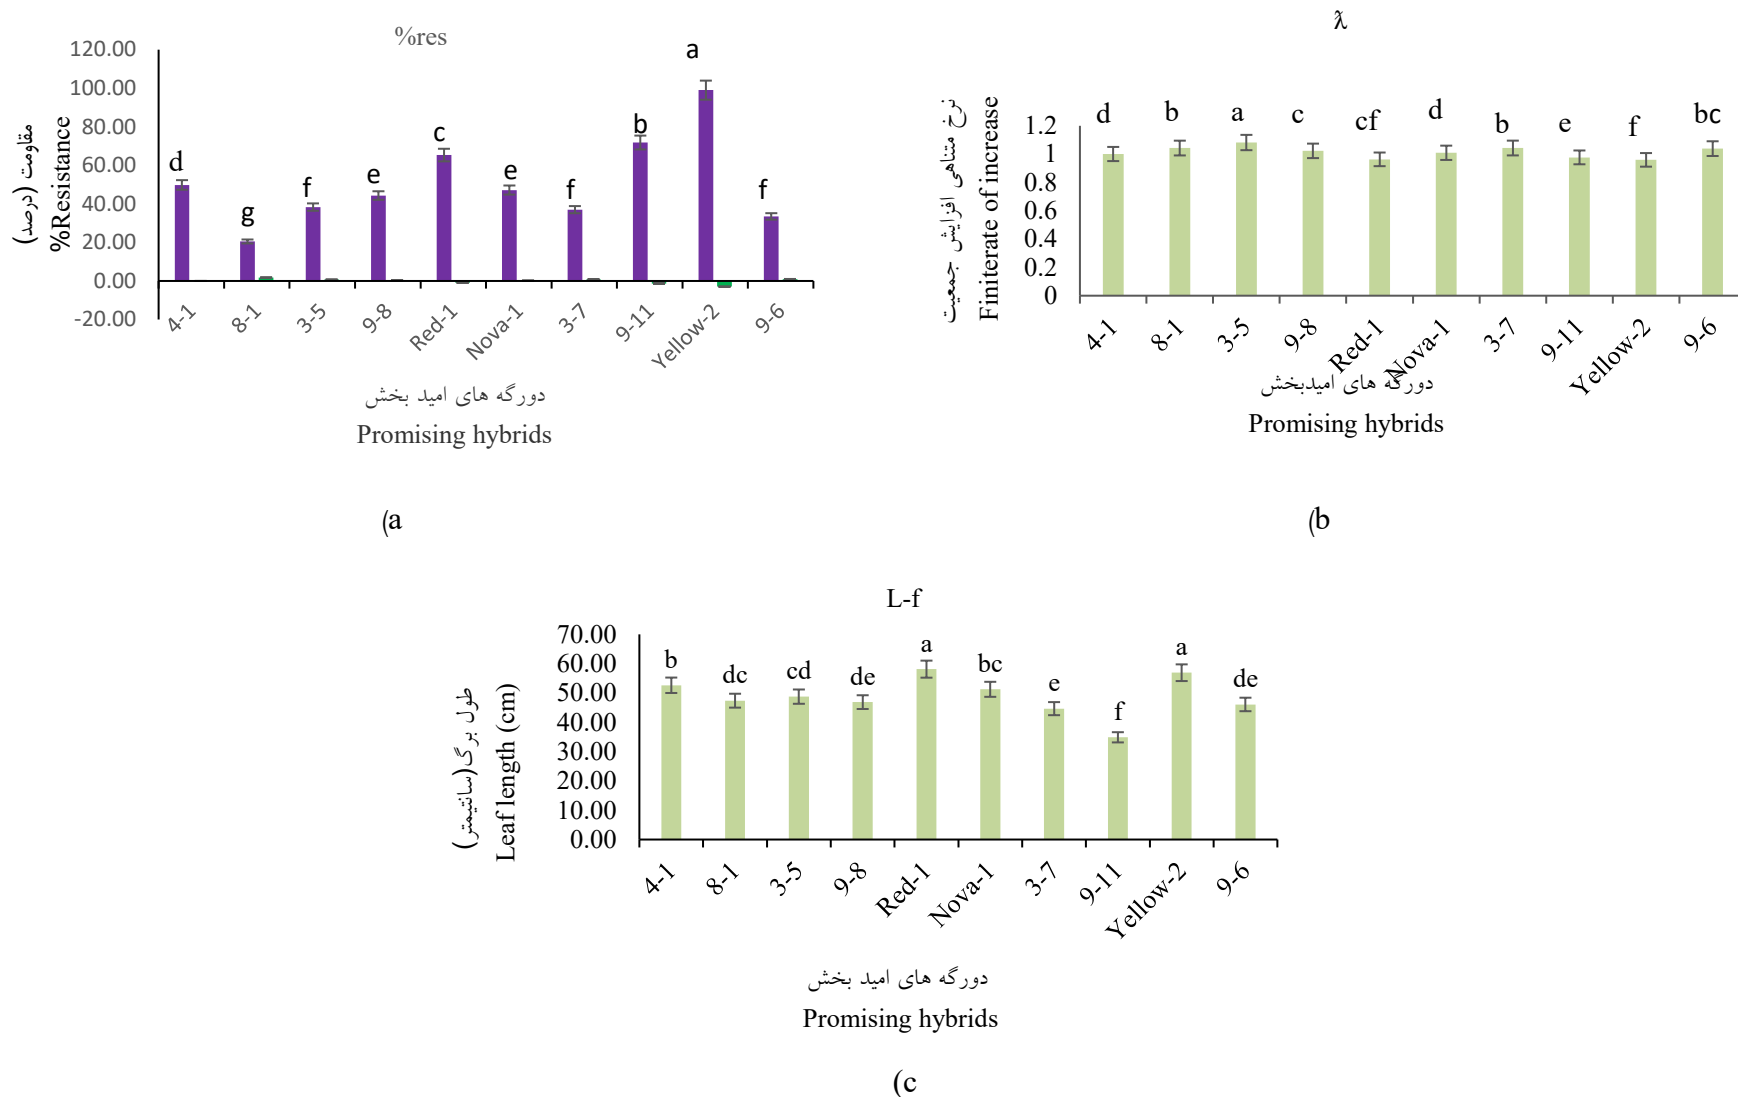 %res
120.00
100.00
80.00
60.00
40.00
20.00
0.00
-20.00
مقاومت (درصد)
%Resistance
d
g
f
e
c
e
f
b
a
f
4-1
8-1
3-5
9-8
Red-1
Nova-1
3-7
9-11
Yellow-2
9-6
دورگه های امید بخش
Promising hybrids
(a
λ
1.2
1
0.8
0.6
0.4
0.2
0
نرخ متناهی افزایش جمعیت
Finiterate of increase
d
b
a
c
cf
d
b
e
f
bc
4-1
8-1
3-5
9-8
Red-1
Nova-1
3-7
9-11
Yellow-2
9-6
دورگه های امیدبخش
Promising hybrids
(b
L-f
70.00
60.00
50.00
40.00
30.00
20.00
10.00
0.00
طول برگ(سانتیمتر)
Leaf length (cm)
b
dc
cd
de
a
bc
e
f
a
de
4-1
8-1
3-5
9-8
Red-1
Nova-1
3-7
9-11
Yellow-2
9-6
دورگه های امید بخش
Promising hybrids
(c